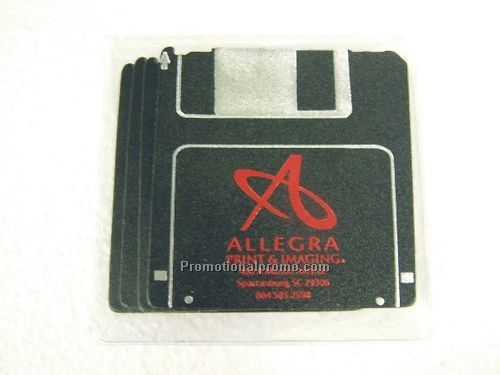 ALLEGRA
PRINT & IMAGING®
Promotionalpromo.com
Spartanburg, SC 29306
864 585 2598